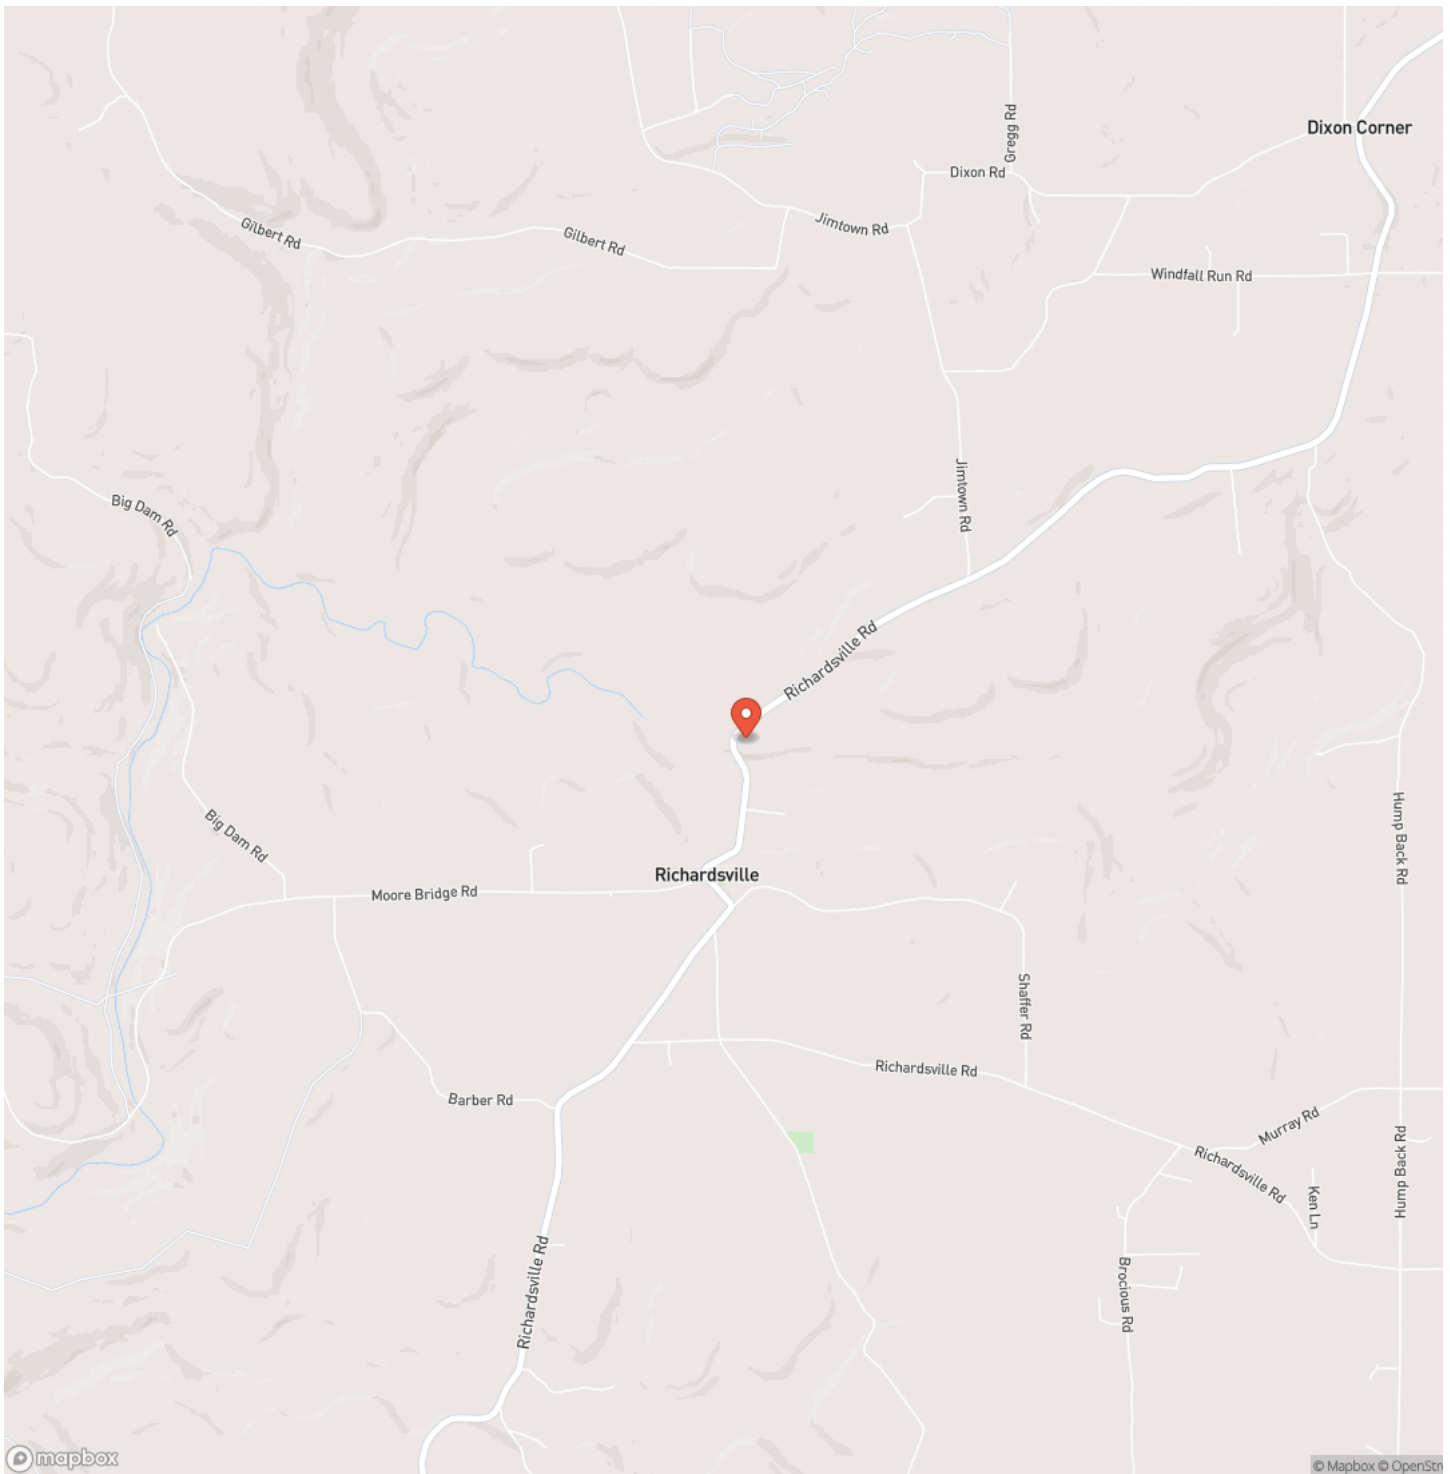 Gregg Rd
Dixon Corner
Dixon Rd
Gilbert Rd
Gilbert Rd
Jimtown Rd
Windfall Run Rd
Big Dam Rd
Jimtown Rd
Richardsville Rd
Big Dam Rd
Hump Back Rd
Richardsville
Moore Bridge Rd
Shaffer Rd
Richardsville Rd
Barber Rd
Murray Rd
Hump Back Rd
Richardsville Rd
Ken Ln
Richardsville Rd
Brocious Rd
mapbox
© Mapbox © OpenStre